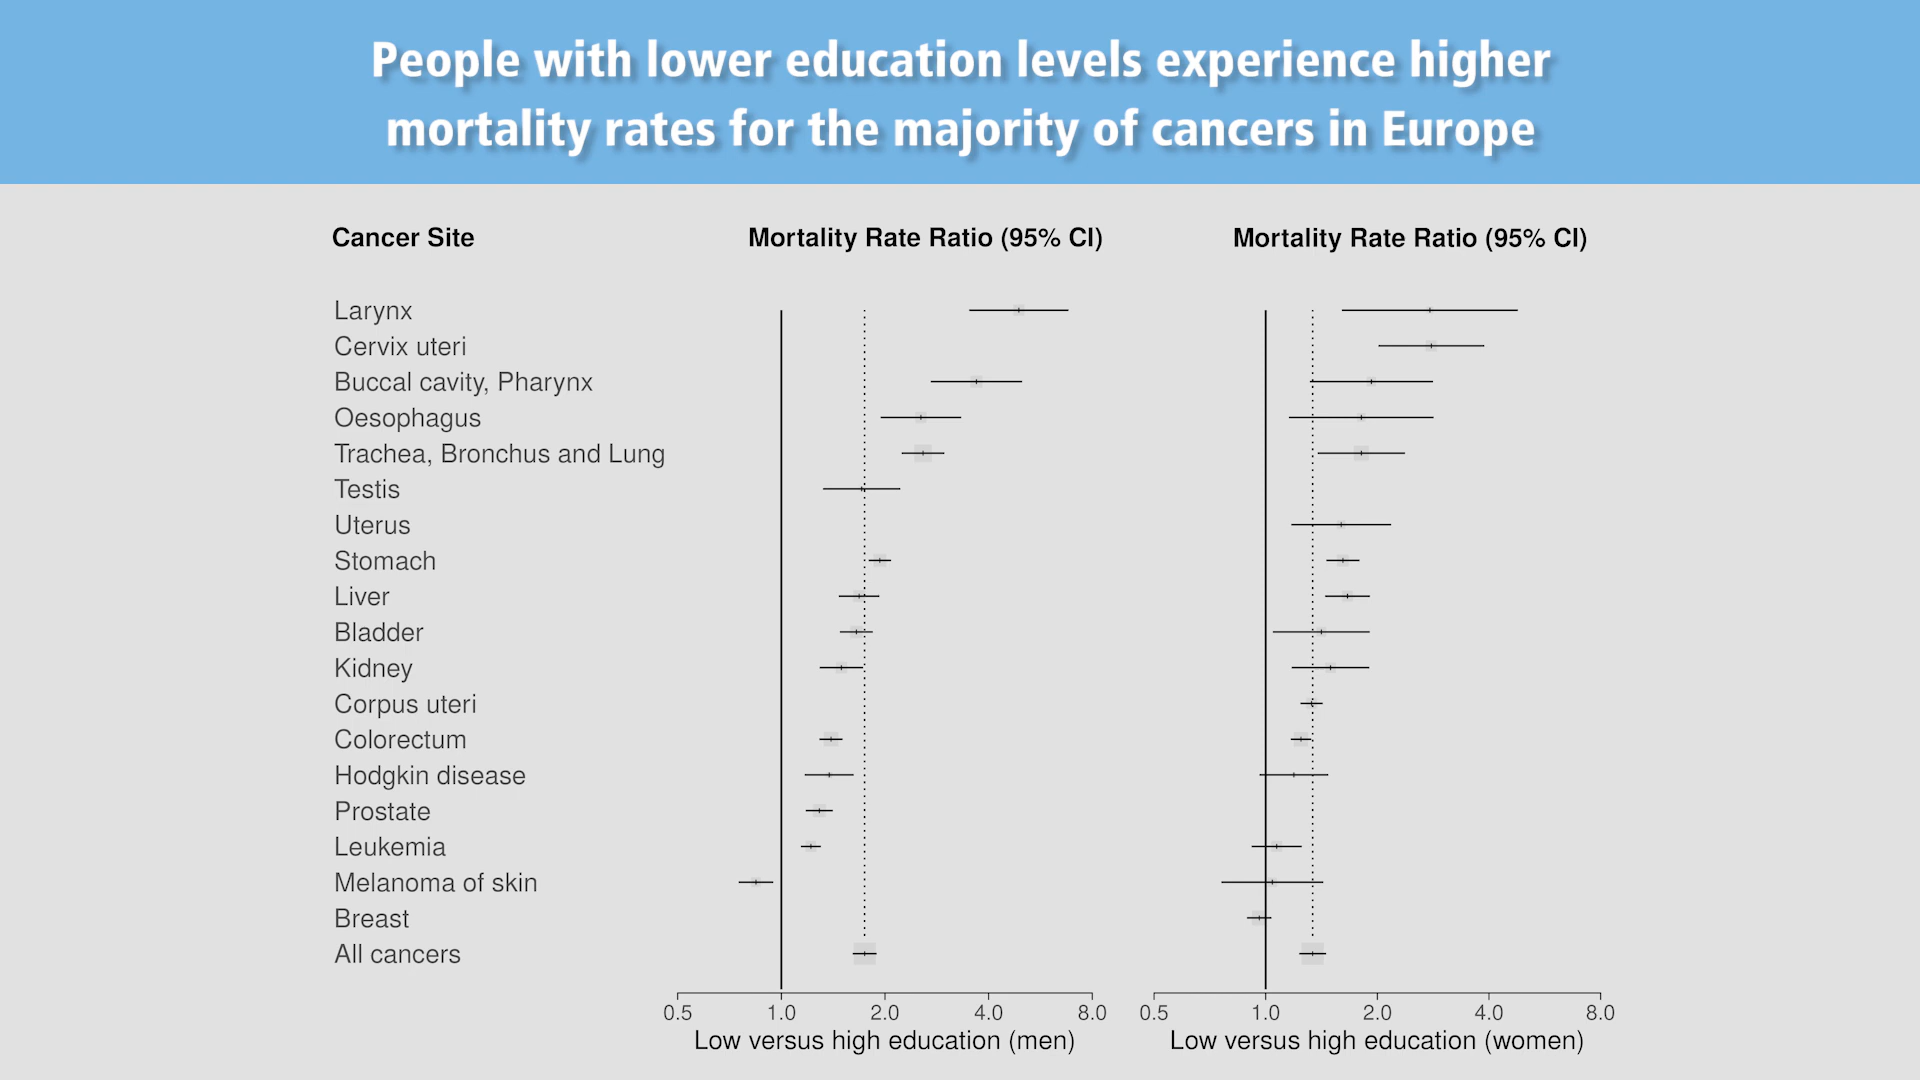 People with lower education levels experience higher
mortality rates for the majority of cancers in Europe
Cancer Site
Mortality Rate Ratio (95% CI)
Mortality Rate Ratio (95% CI)
Larynx
Cervix uteri
Buccal cavity, Pharynx
Oesophagus
Trachea, Bronchus and Lung
Testis
Uterus
Stomach
Liver
Bladder
Kidney
Corpus uteri
Colorectum
Hodgkin disease
Prostate
Leukemia
Melanoma of skin
Breast
All cancers
0.5 1.0 2.0 4.0 8.0
Low versus high education (men)
0.5 1.0 2.0 4.0 8.0
Low versus high education (women)